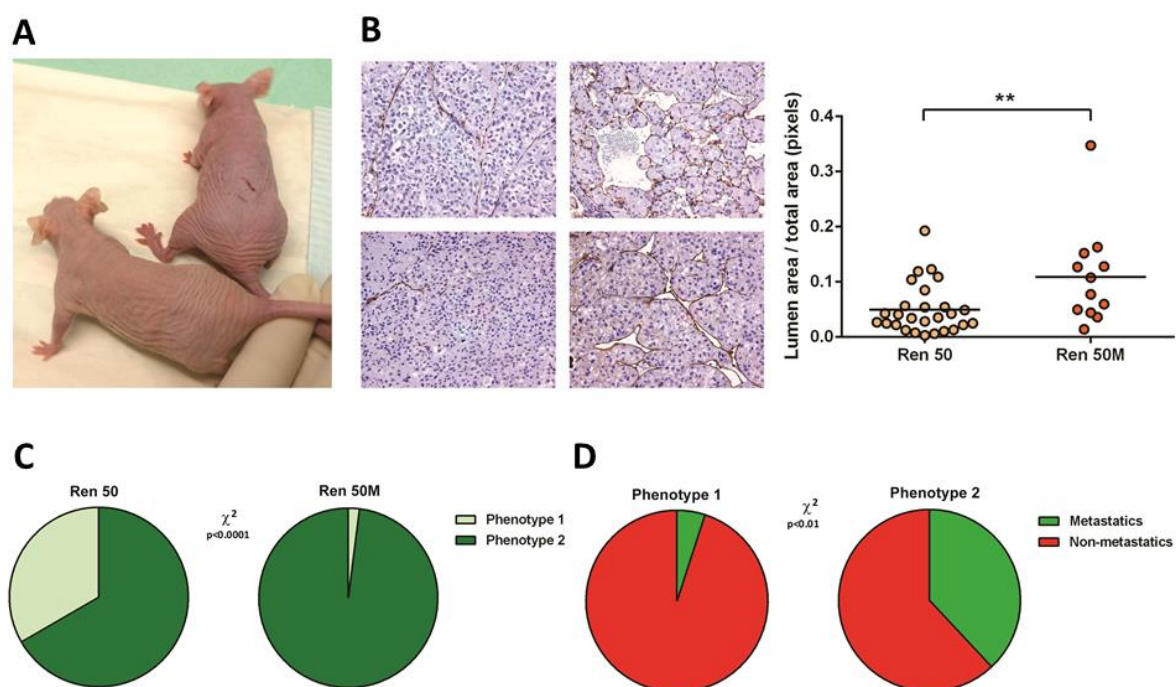 A
B
Lumen area / total area (pixels)
0.4
0.3
0.2
0.1
0.0
**
Ren 50
Ren 50M
C
Ren 50
χ²
p<0.0001
Ren 50M
Phenotype 1
Phenotype 2
D
Phenotype 1
χ²
p<0.01
Phenotype 2
Metastatics
Non-metastatics